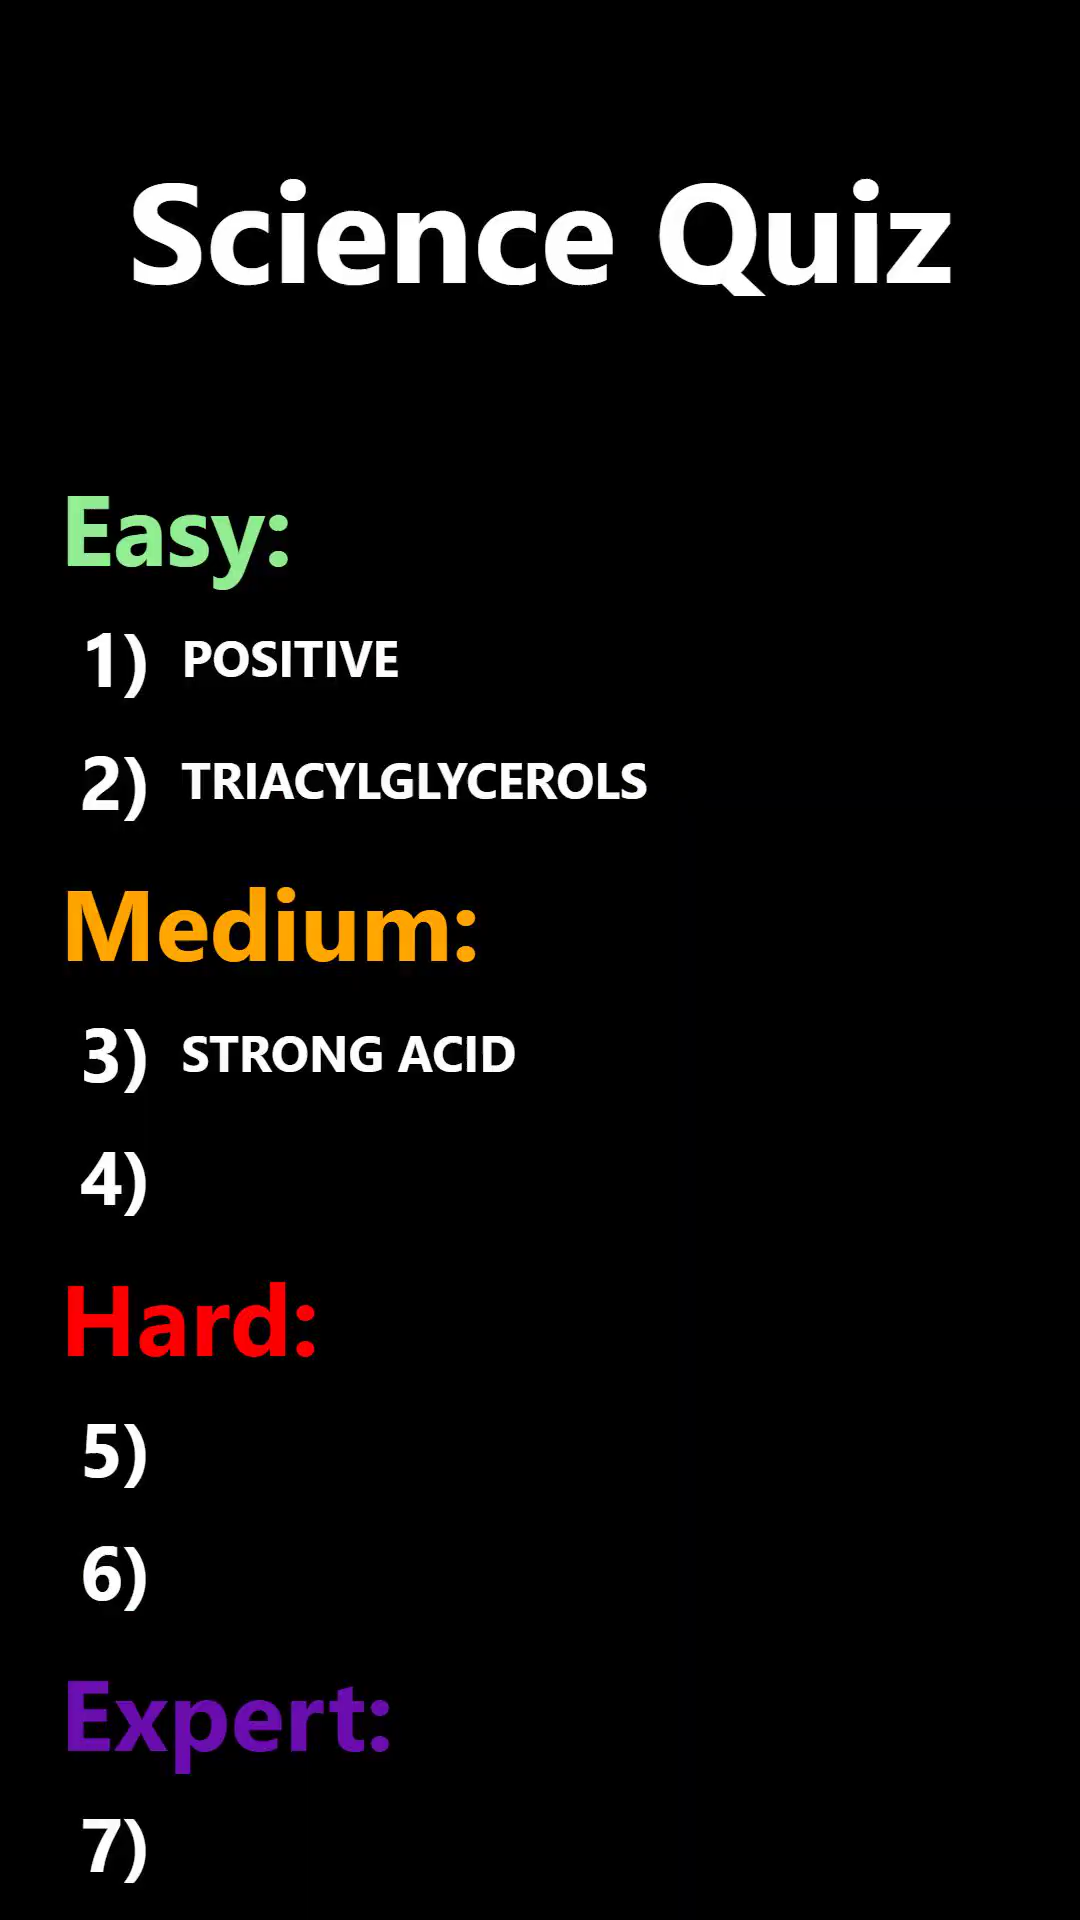 Science Quiz
Easy:
1) POSITIVE
2) TRIACYLGLYCEROLS
Medium:
3) STRONG ACID
4)
Hard:
5)
6)
Expert:
7)